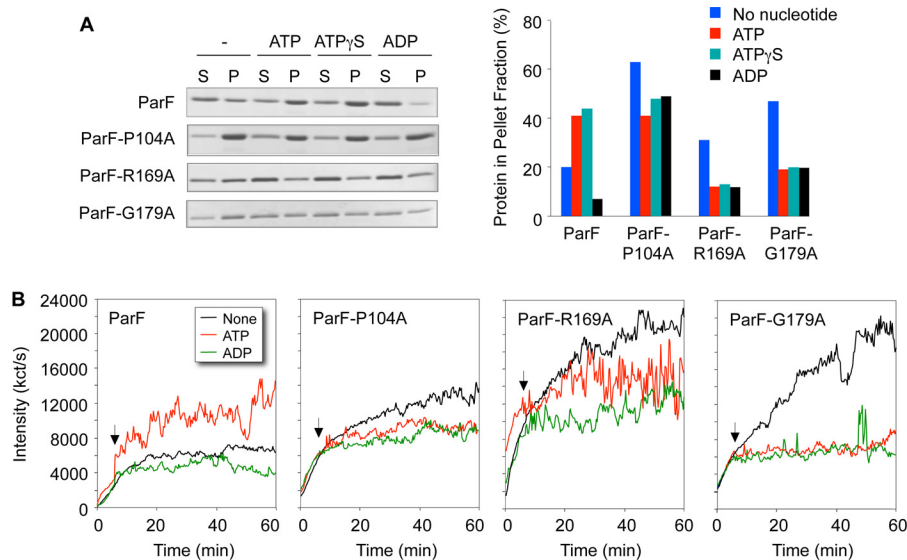 A
- ATP ATPγS ADP
S P S P S P S P
ParF
ParF-P104A
ParF-R169A
ParF-G179A
Protein in Pellet Fraction (%)
80
60
40
20
0
No nucleotide
ATP
ATPγS
ADP
ParF
ParF-
P104A
ParF-
R169A
ParF-
G179A
B
Intensity (kct/s)
24000
20000
16000
12000
8000
4000
0
ParF
None
ATP
ADP
0 20 40 60
Time (min)
ParF-P104A
0 20 40 60
Time (min)
ParF-R169A
0 20 40 60
Time (min)
ParF-G179A
0 20 40 60
Time (min)